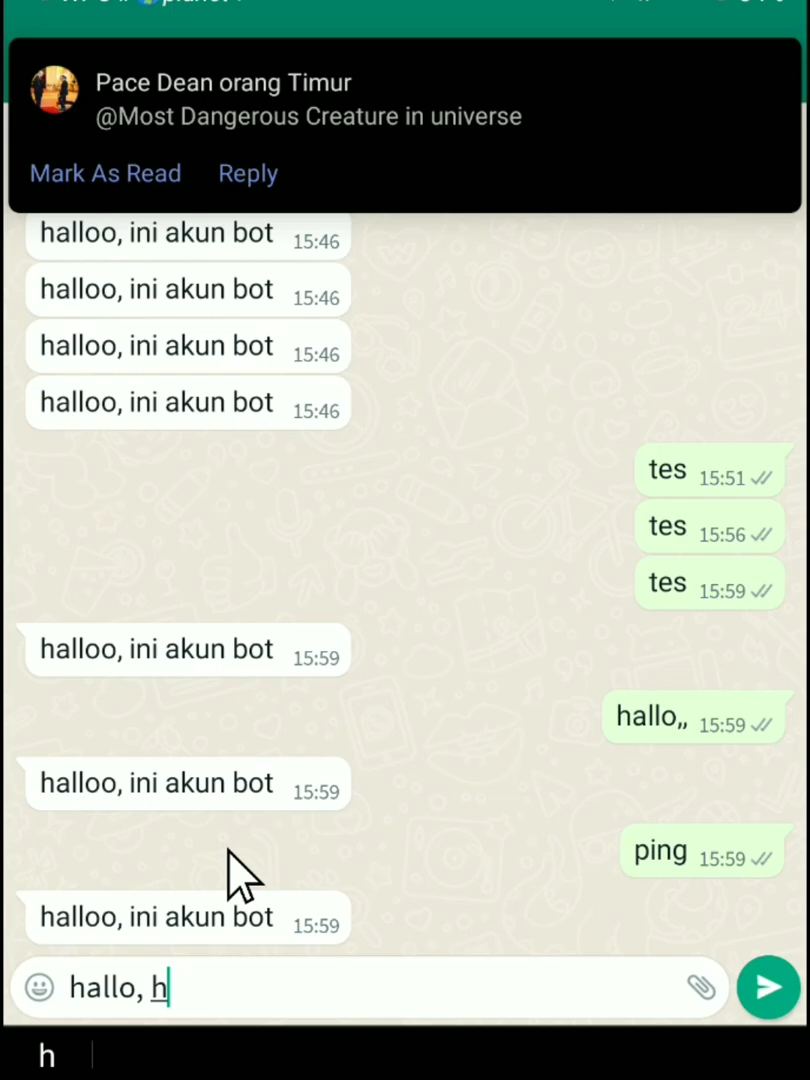 Pace Dean orang Timur
@Most Dangerous Creature in universe
Mark As Read Reply
halloo, ini akun bot 15:46
halloo, ini akun bot 15:46
halloo, ini akun bot 15:46
halloo, ini akun bot 15:46
tes 15:51
tes 15:56
tes 15:59
halloo, ini akun bot 15:59
hallo,, 15:59
halloo, ini akun bot 15:59
ping 15:59
halloo, ini akun bot 15:59
hallo, h
h